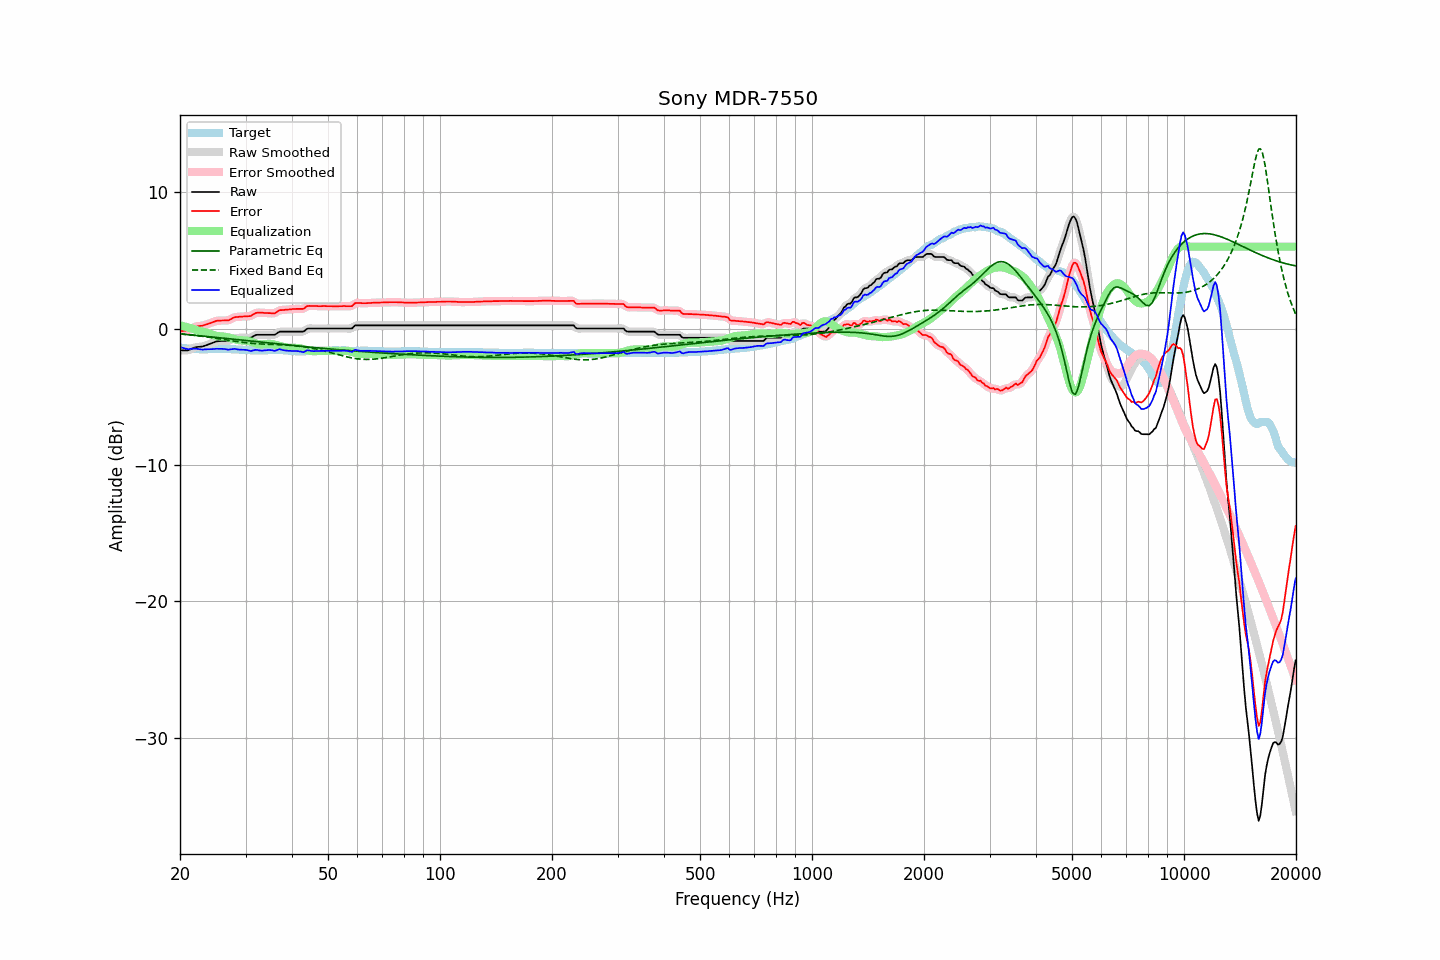 Sony MDR-7550
Target
Raw Smoothed
Error Smoothed
Raw
Error
Equalization
Parametric Eq
Fixed Band Eq
Equalized
Amplitude (dBr)
10
0
−10
−20
−30
20 50 100 200 500 1000 2000 5000 10000 20000
Frequency (Hz)